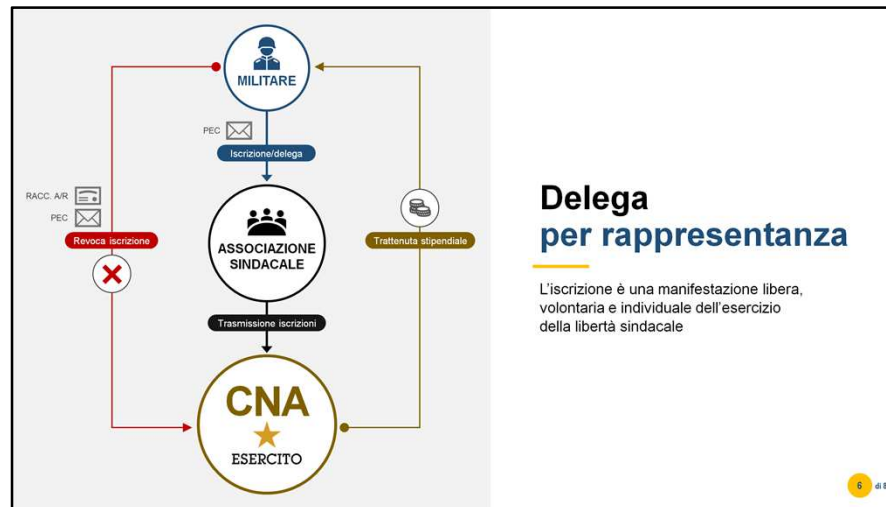 MILITARE
PEC
Iscrizione/delega
RACC. A/R
PEC
Revoca iscrizione
ASSOCIAZIONE
SINDACALE
Trattenuta stipendiale
Trasmissione iscrizioni
CNA
ESERCITO
Delega
per rappresentanza
L'iscrizione è una manifestazione libera,
volontaria e individuale dell'esercizio
della libertà sindacale
6 di